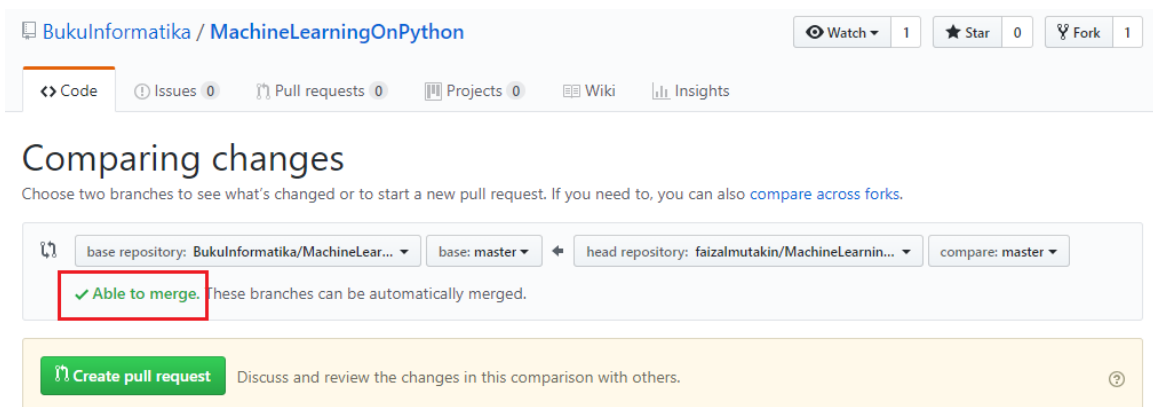 BukuInformatika / MachineLearningOnPython
Watch 1 Star 0 Fork 1
Code Issues 0 Pull requests 0 Projects 0 Wiki Insights
Comparing changes
Choose two branches to see what's changed or to start a new pull request. If you need to, you can also compare across forks.
base repository: BukuInformatika/MachineLear... base: master head repository: faizalmutakin/MachineLearnin... compare: master
Able to merge. These branches can be automatically merged.
Create pull request Discuss and review the changes in this comparison with others.